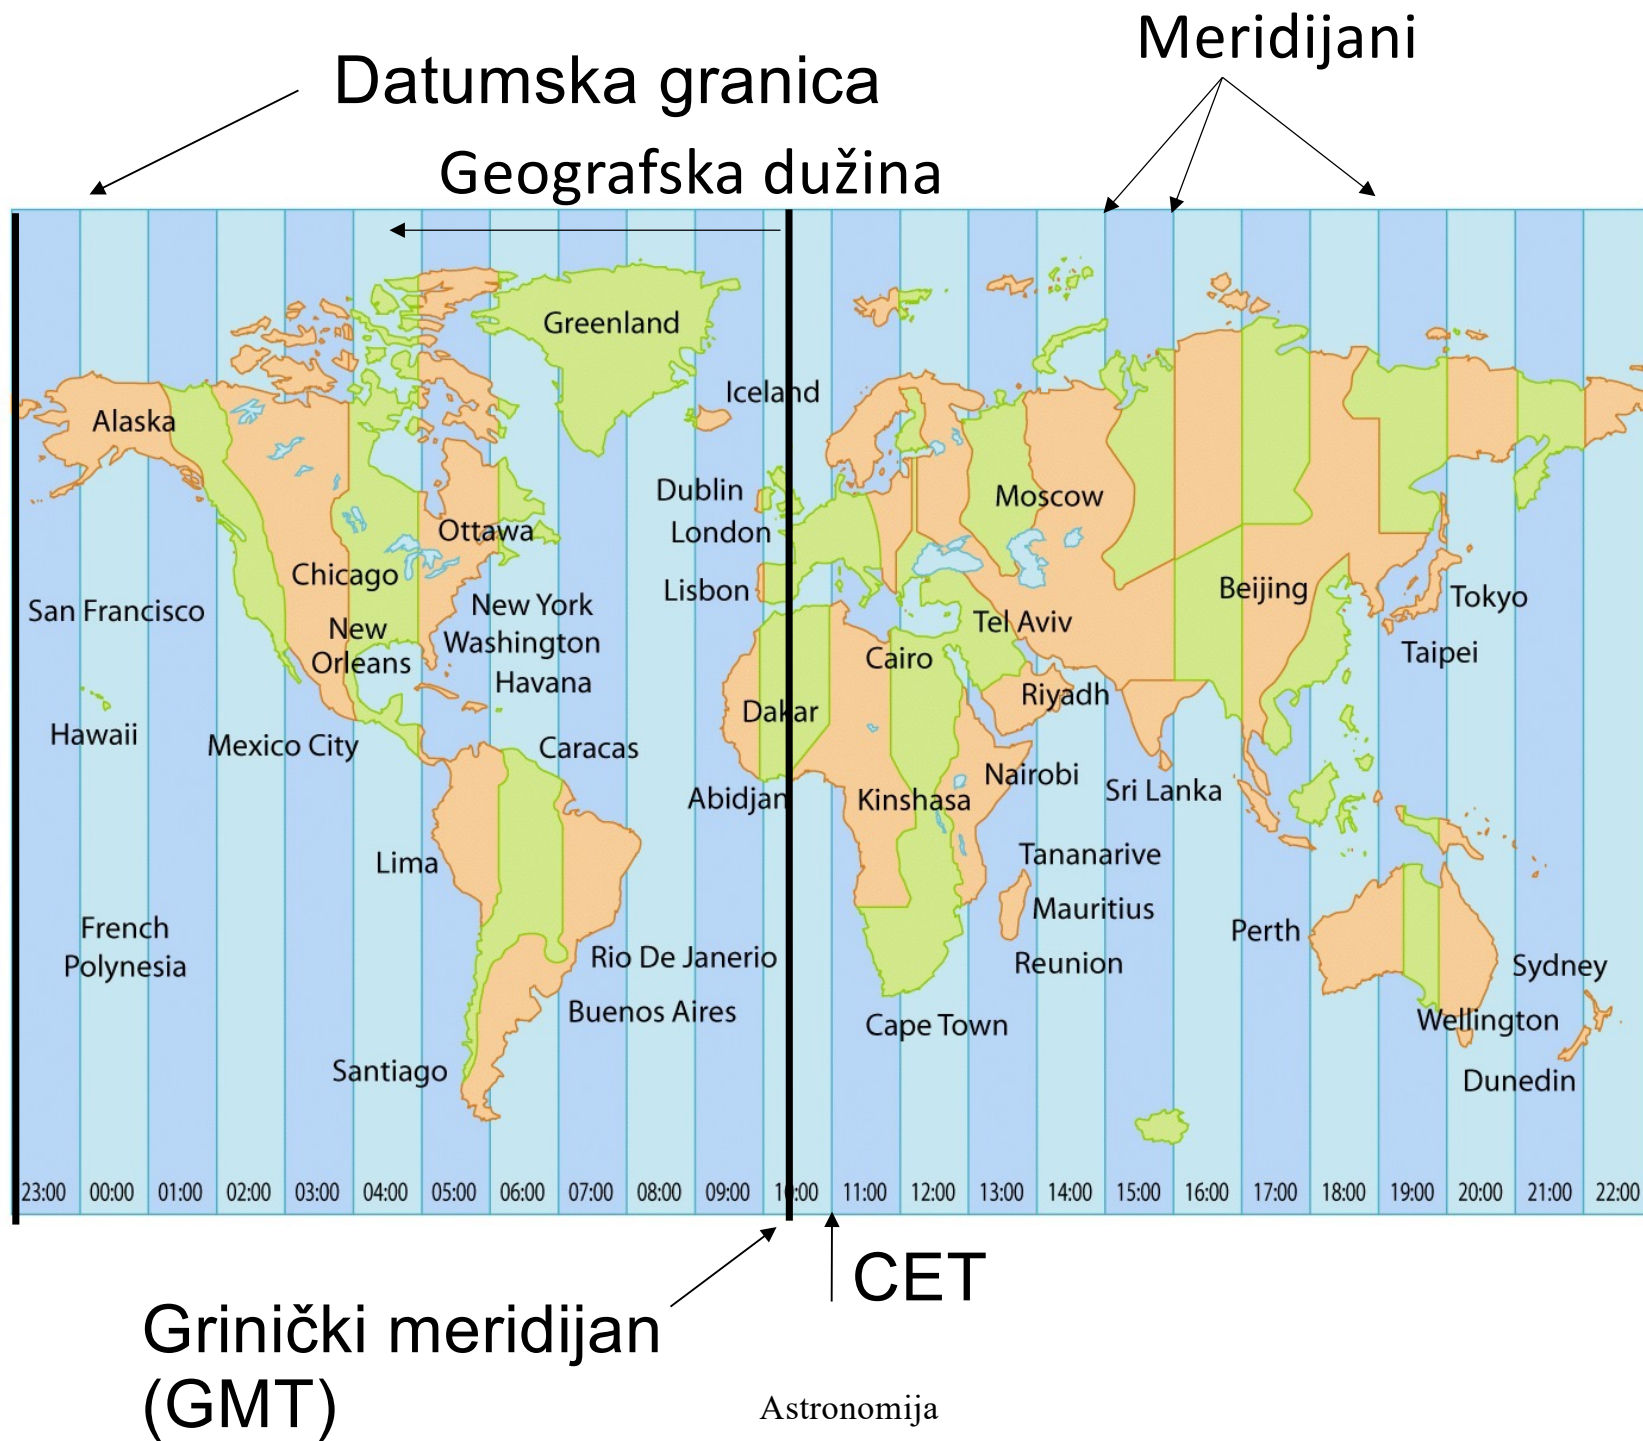 Meridijani
Datumska granica
Geografska dužina
Greenland
Iceland
Alaska
Dublin
Moscow
London
Ottawa
Chicago
Lisbon
Beijing
San Francisco
New York
Tokyo
New
Orleans
Washington
Tel Aviv
Cairo
Taipei
Havana
Riyadh
Dakar
Hawaii
Mexico City
Caracas
Nairobi
Abidjan
Kinshasa
Sri Lanka
Lima
Tananarive
Mauritius
French
Polynesia
Perth
Rio De Janerio
Reunion
Sydney
Buenos Aires
Cape Town
Wellington
Santiago
Dunedin
23:00 00:00 01:00 02:00 03:00 04:00 05:00 06:00 07:00 08:00 09:00 10:00 11:00 12:00 13:00 14:00 15:00 16:00 17:00 18:00 19:00 20:00 21:00 22:00
CET
Grinički meridijan
(GMT)
Astronomija